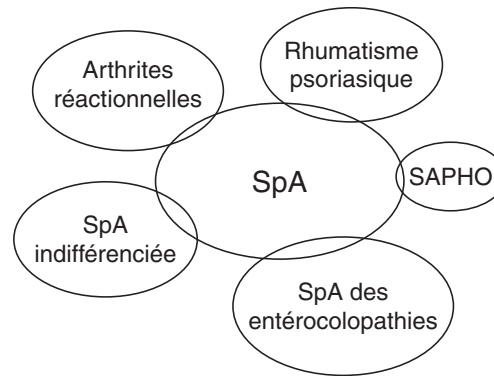 Arthrites
réactionnelles
Rhumatisme
psoriasique
SpA
SAPHO
SpA
indifférenciée
SpA des
entérocolopathies